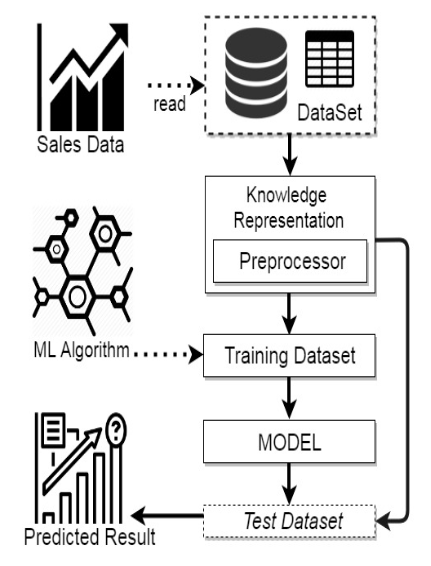 Sales Data
read
DataSet
Knowledge
Representation
Preprocessor
ML Algorithm
Training Dataset
MODEL
?
Test Dataset
Predicted Result